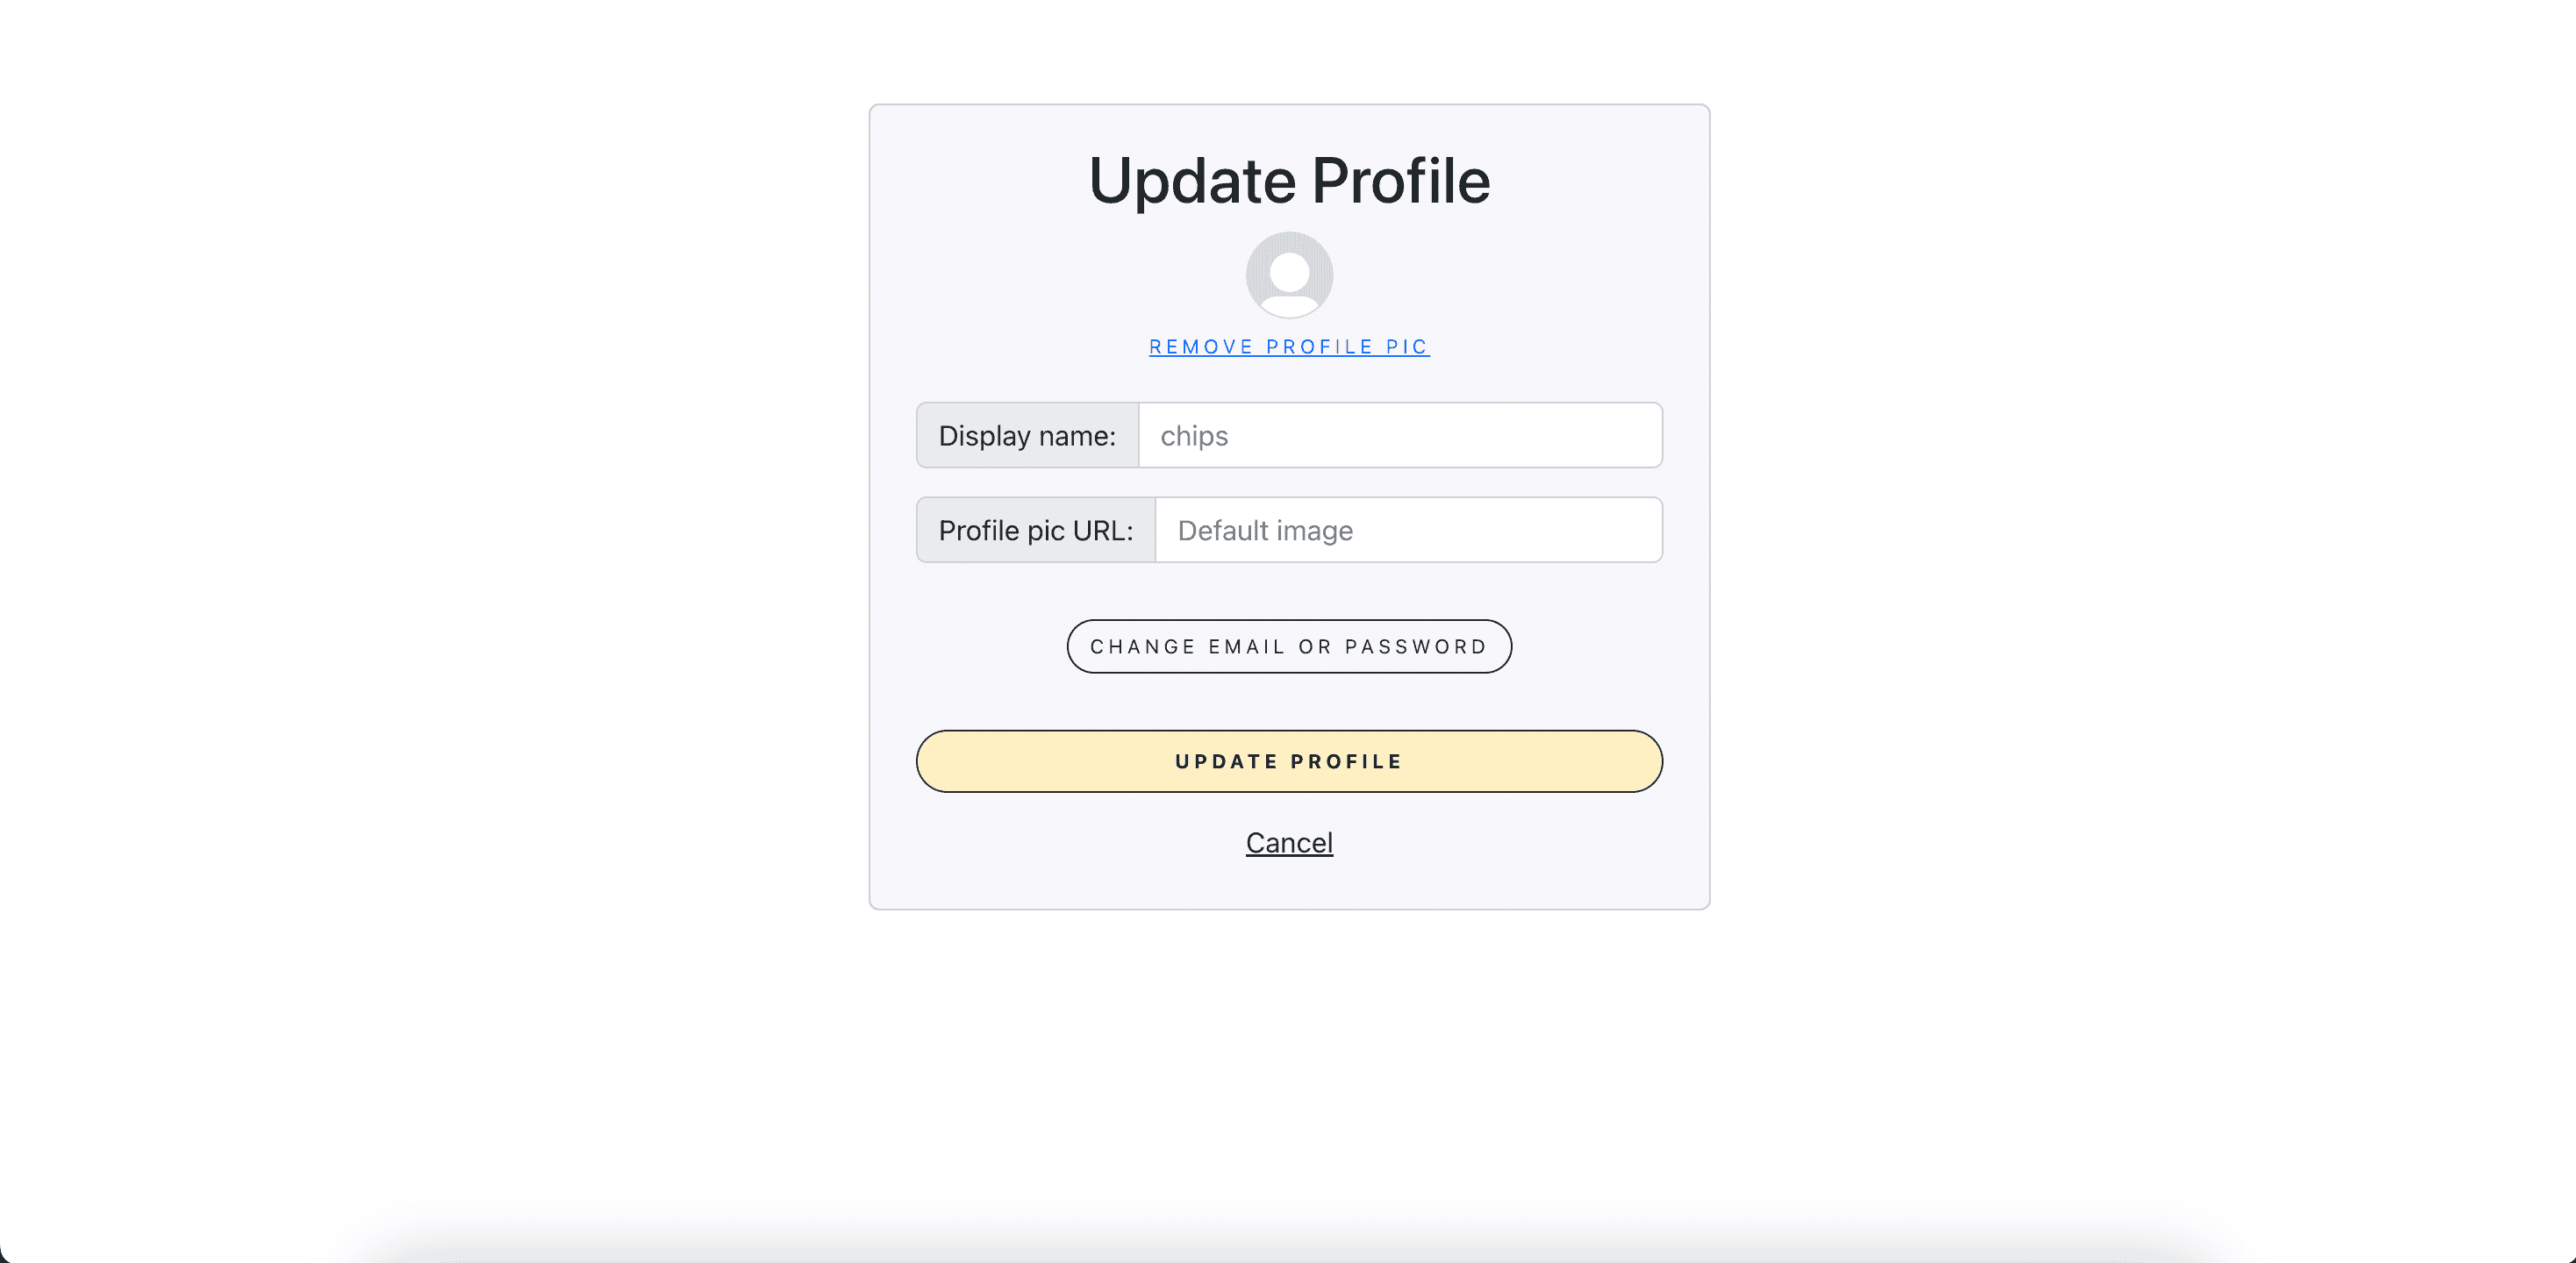 Update Profile
REMOVE PROFILE PIC
Display name: chips
Profile pic URL: Default image
CHANGE EMAIL OR PASSWORD
UPDATE PROFILE
Cancel